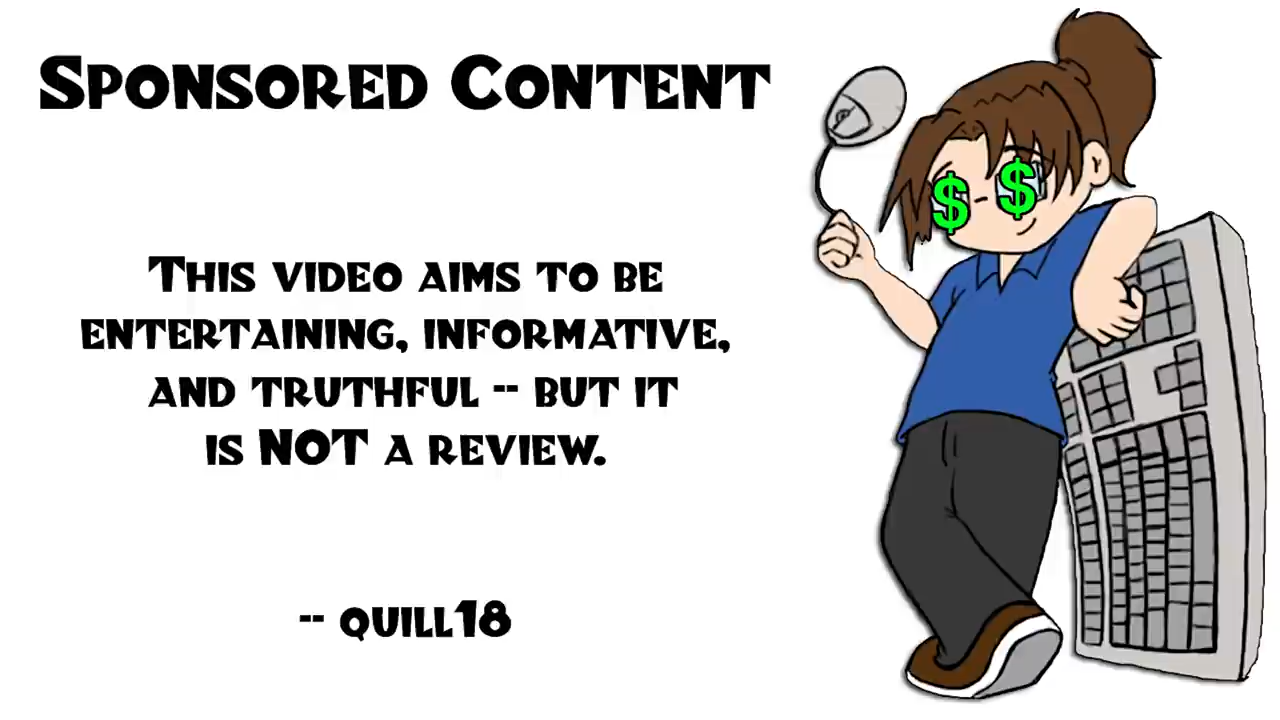 Sponsored Content
This video aims to be
entertaining, informative,
and truthful -- but it
is NOT a review.
-- quill18
$ $